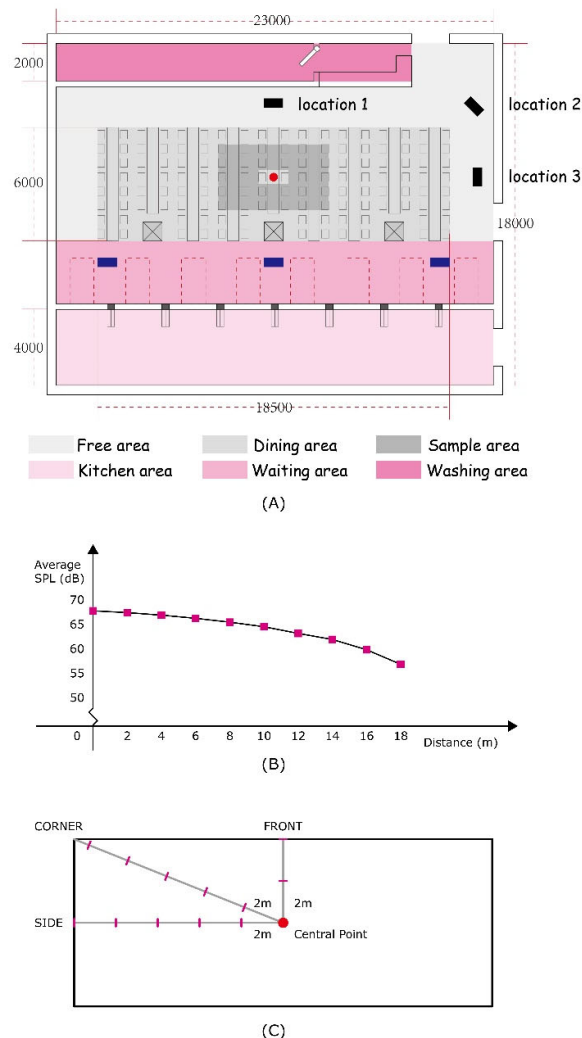 23000
2000
location 1
location 2
location 3
6000
18000
4000
18500
Free area
Dining area
Sample area
Kitchen area
Waiting area
Washing area
(A)
Average
SPL (dB)
70
65
60
55
50
0 2 4 6 8 10 12 14 16 18 Distance (m)
(B)
CORNER FRONT
2m 2m
SIDE 2m Central Point
(C)